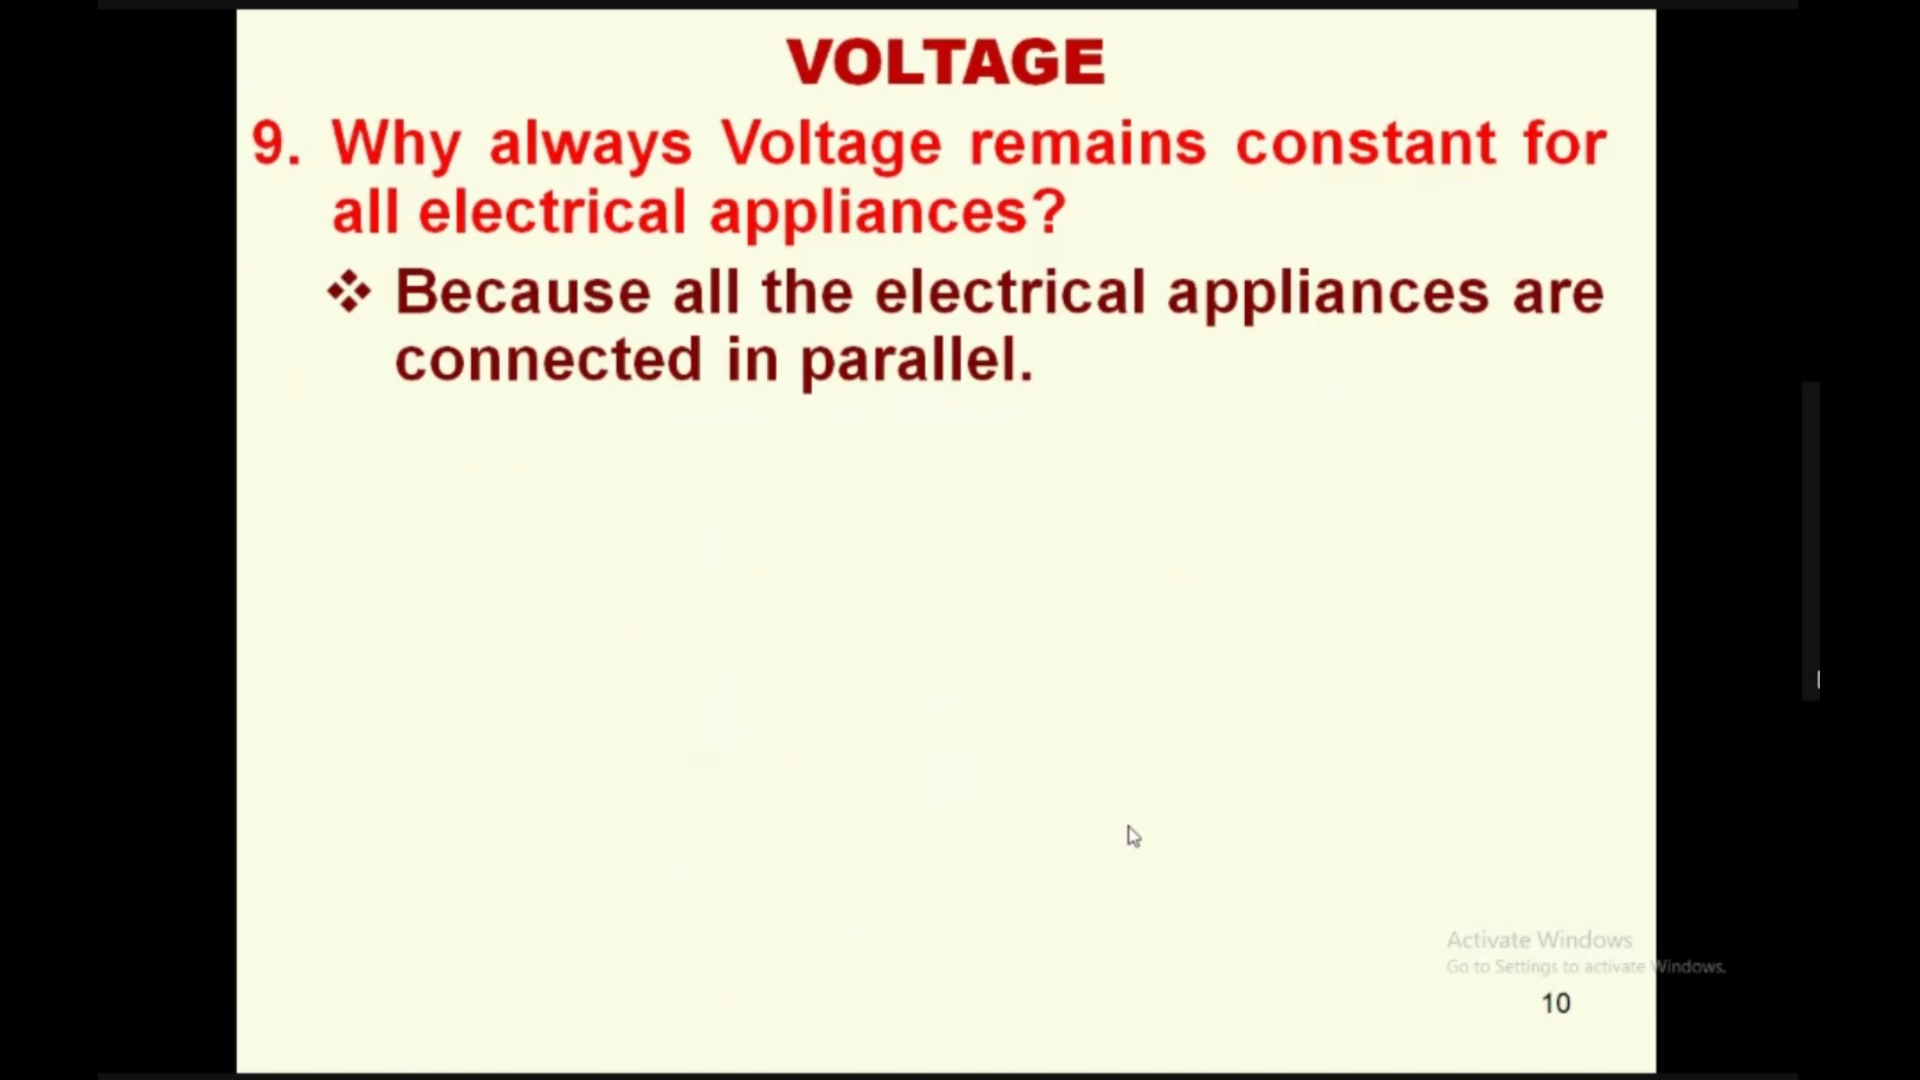 VOLTAGE
9. Why always Voltage remains constant for
all electrical appliances?
❖ Because all the electrical appliances are
connected in parallel.
Activate Windows
Go to Settings to activate Windows.
10